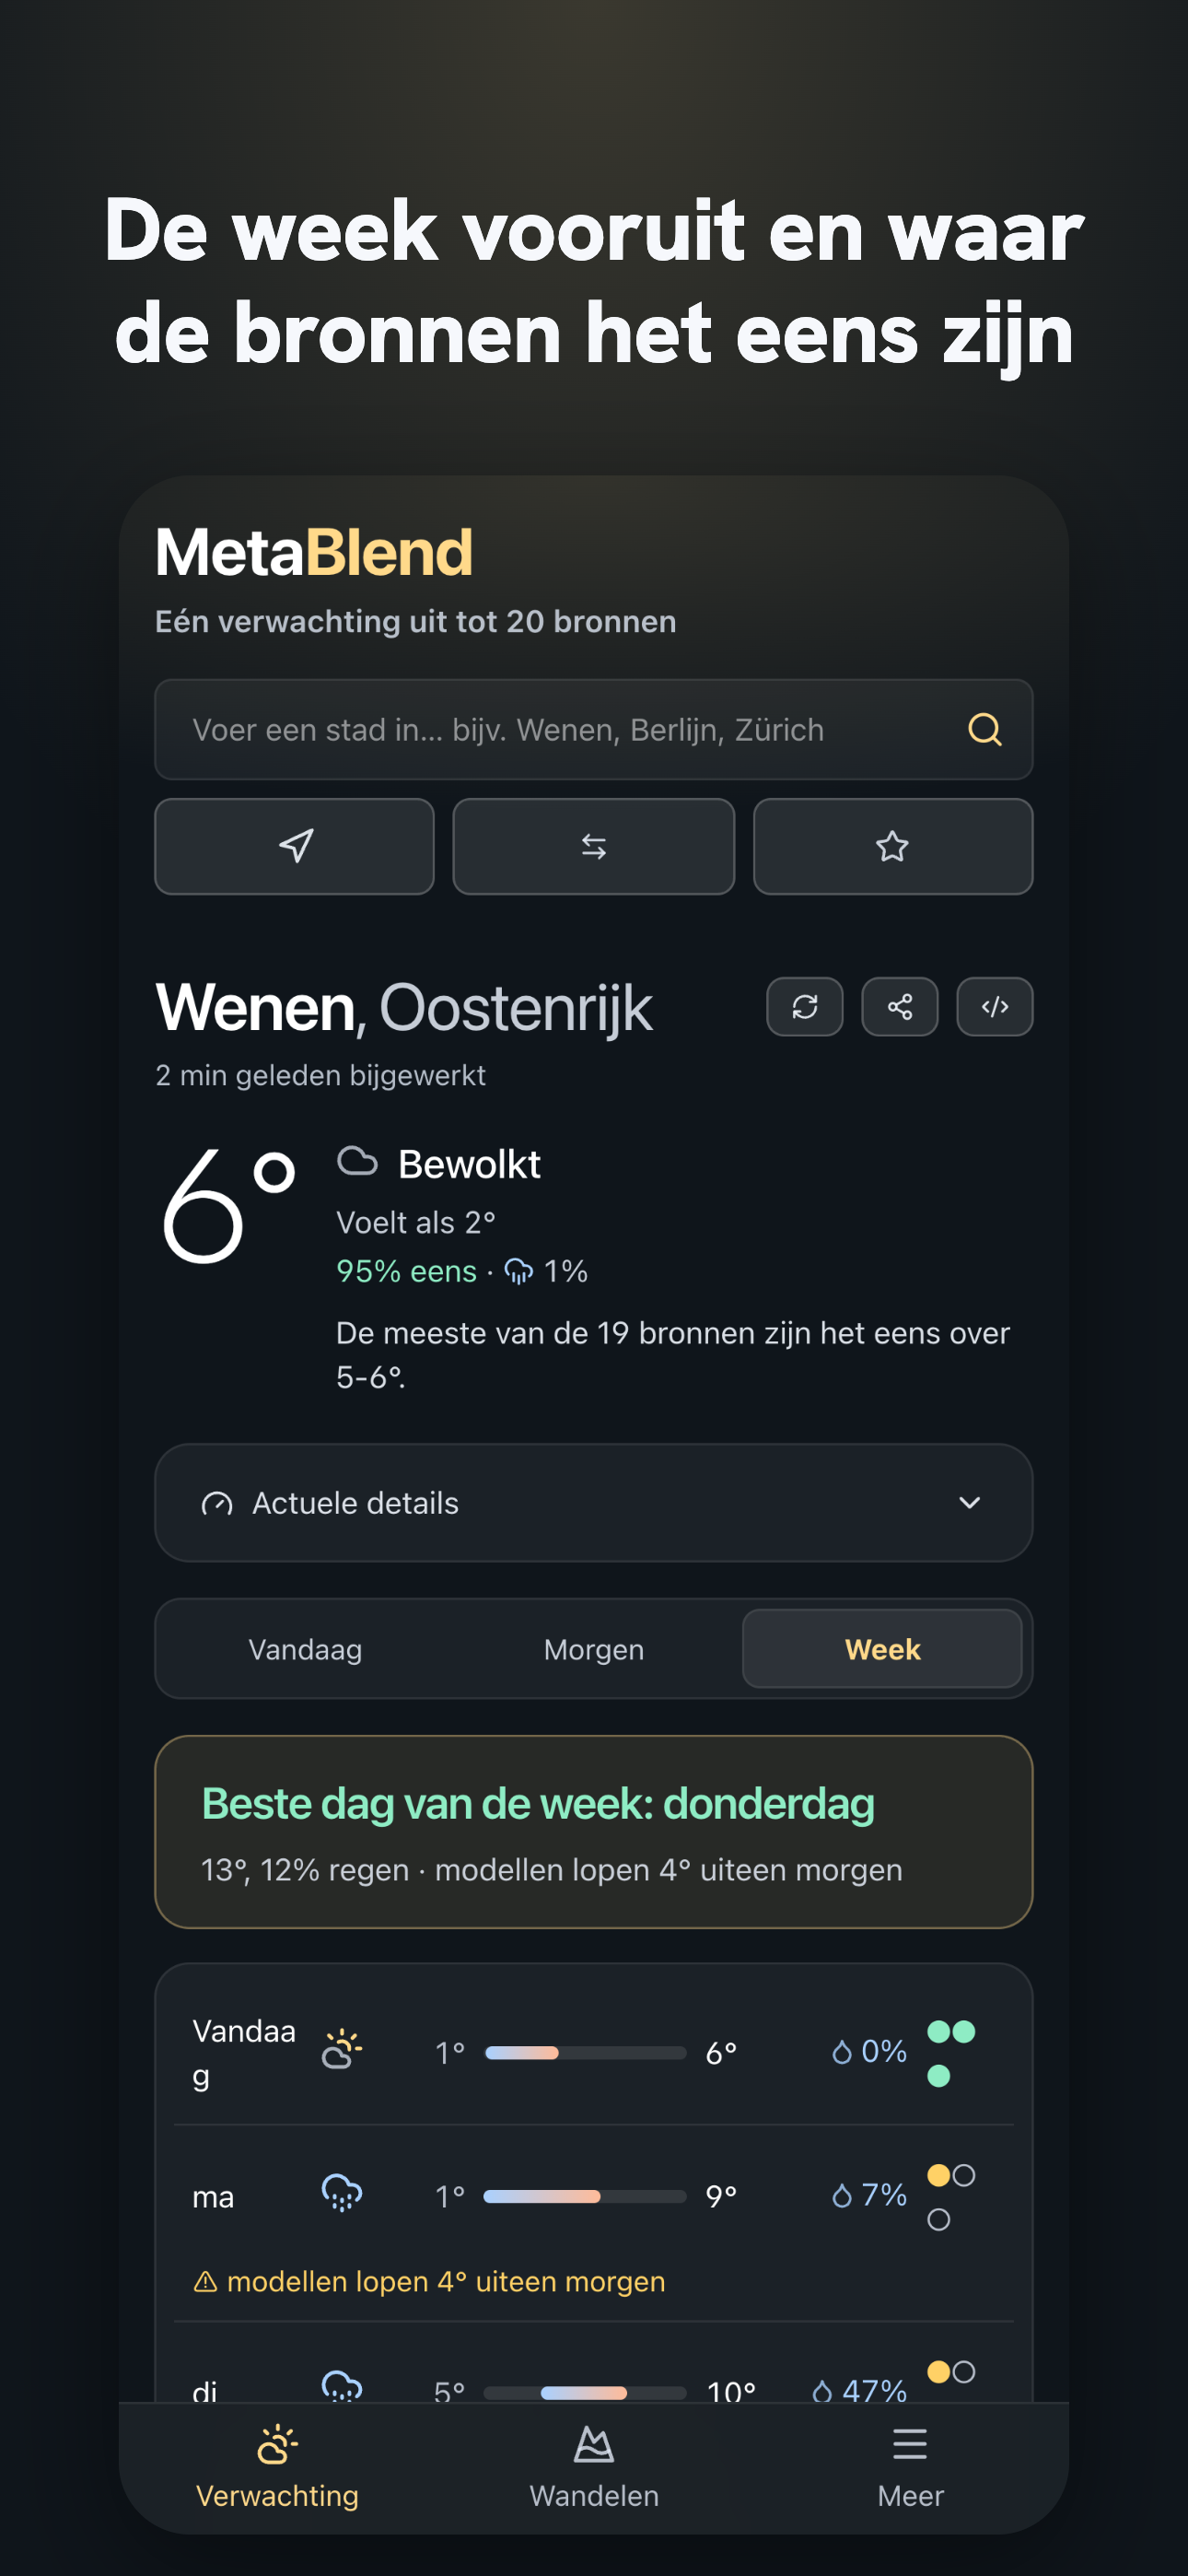 De week vooruit en waar
de bronnen het eens zijn
MetaBlend
Eén verwachting uit tot 20 bronnen
Voer een stad in... bijv. Wenen, Berlijn, Zürich
Wenen, Oostenrijk
2 min geleden bijgewerkt
6°
Bewolkt
Voelt als 2°
95% eens · 1%
De meeste van de 19 bronnen zijn het eens over
5-6°.
Actuele details
Vandaag Morgen Week
Beste dag van de week: donderdag
13°, 12% regen · modellen lopen 4° uiteen morgen
Vandaa
g
1° 6° 0%
ma 1° 9° 7%
modellen lopen 4° uiteen morgen
di 5° 10° 47%
Verwachting Wandelen Meer